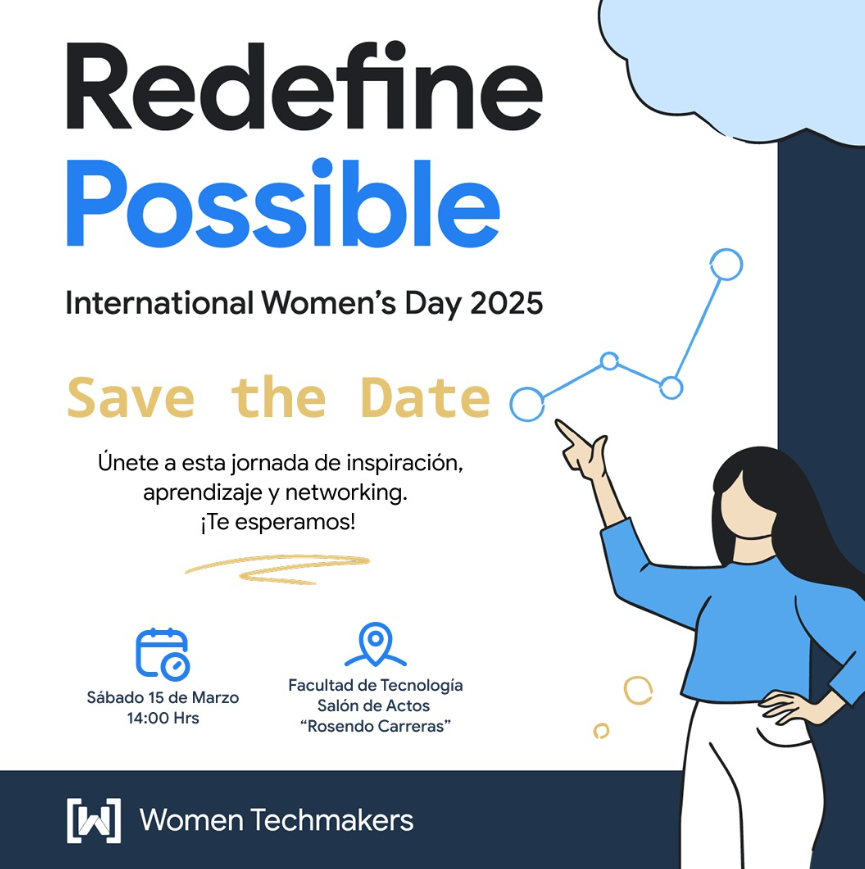 Redefine
Possible
International Women’s Day 2025
Save the Date
Únete a esta jornada de inspiración,
aprendizaje y networking.
¡Te esperamos!
Sábado 15 de Marzo
14:00 Hrs
Facultad de Tecnología
Salón de Actos
“Rosendo Carreras”
[W] Women Techmakers